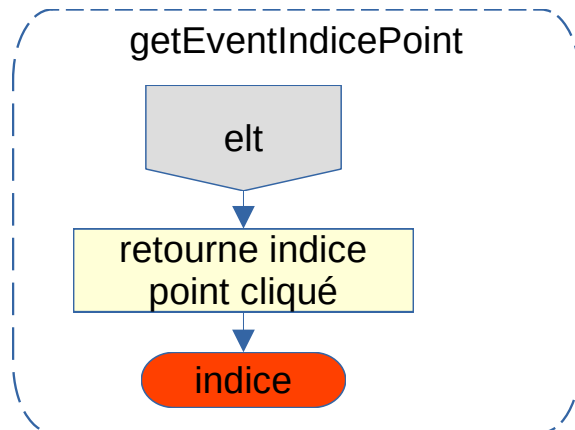 getEventIndicePoint
elt
retourne indice
point cliqué
indice